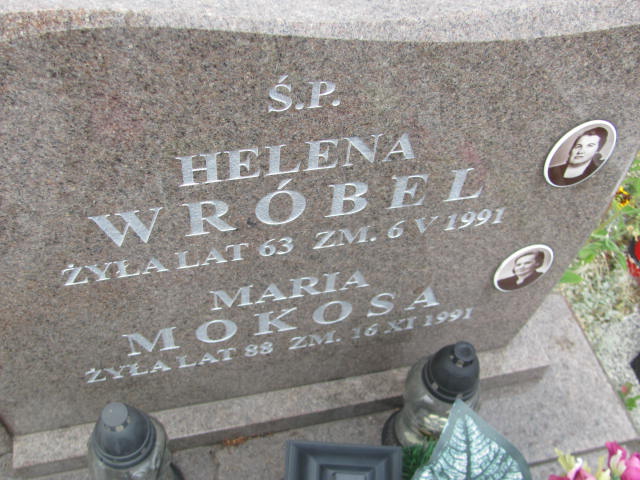 Ś.P.
HELENA
WRÓBEL
ŻYŁA LAT 63 ZM. 6 V 1991
MARIA
MOKOSA
ŻYŁA LAT 88 ZM. 16 XI 1991